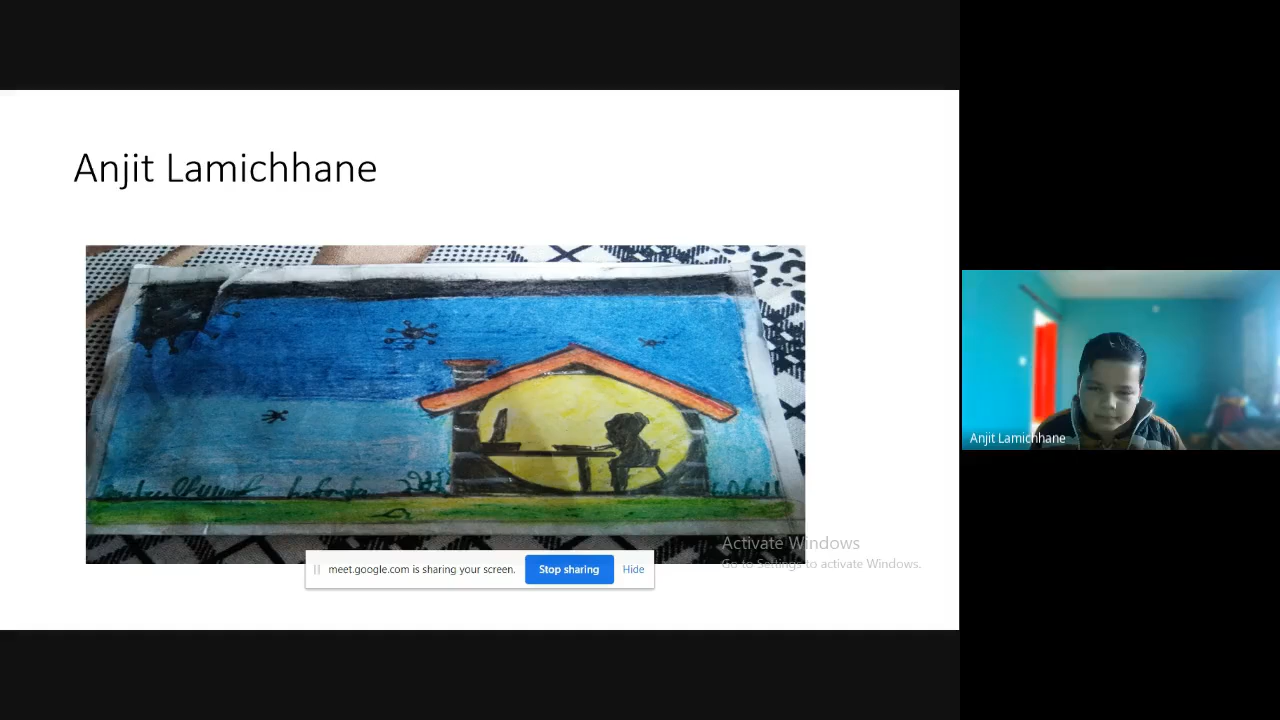 Anjit Lamichhane
meet.google.com is sharing your screen.
Stop sharing
Hide
Activate Windows
Go to Settings to activate Windows.
Anjit Lamichhane